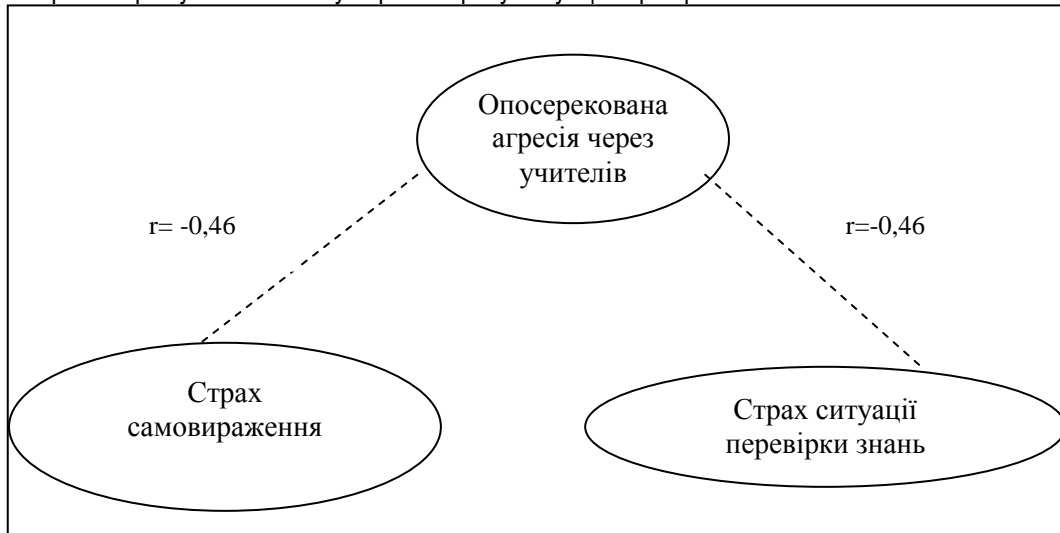 Опосерекована
агресія через
учителів
r= -0,46
r=-0,46
Страх
самовираження
Страх ситуації
перевірки знань